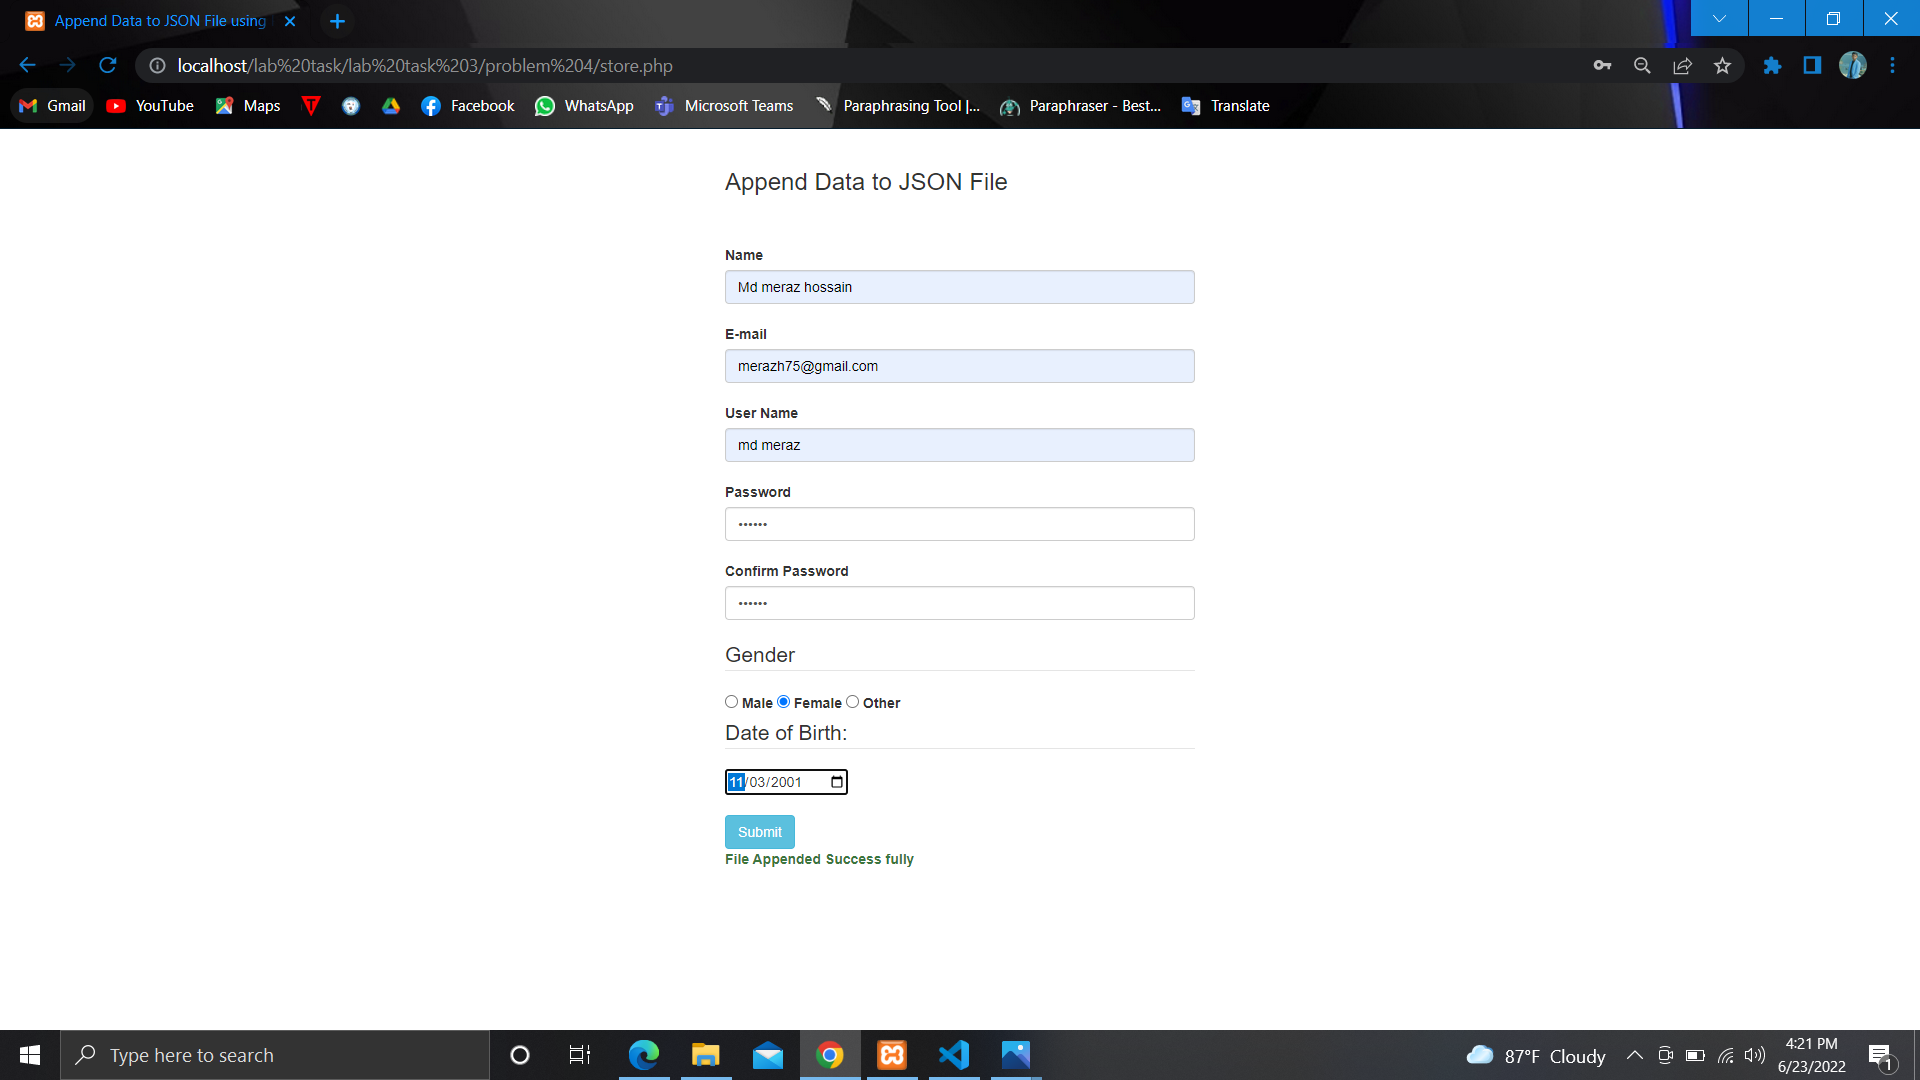 Append Data to JSON File using
localhost/lab%20task/lab%20task%203/problem%204/store.php
Gmail YouTube Maps Facebook WhatsApp Microsoft Teams Paraphrasing Tool |... Paraphraser - Best... Translate
Append Data to JSON File
Name
Md meraz hossain
E-mail
merazh75@gmail.com
User Name
md meraz
Password
••••••
Confirm Password
••••••
Gender
Male Female Other
Date of Birth:
11/03/2001
Submit
File Appended Success fully
Type here to search
87°F Cloudy
4:21 PM
6/23/2022
1